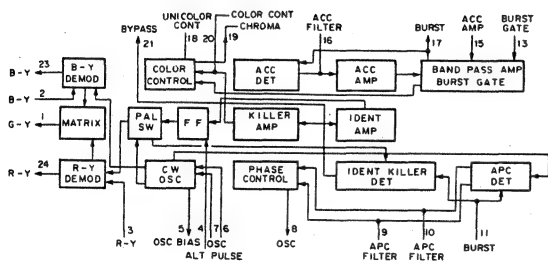 UNICOLOR CONT
COLOR CONT
CHROMA
BYPASS
21
18
20
19
ACC
FILTER
16
BURST
17
ACC
AMP
15
BURST
GATE
13
B-Y
23
B-Y
DEMOD
COLOR
CONTROL
ACC
DET
ACC
AMP
BAND PASS AMP
BURST GATE
B-Y
2
G-Y
1
MATRIX
PAL
SW
F F
KILLER
AMP
IDENT
AMP
R-Y
24
R-Y
DEMOD
CW
OSC
PHASE
CONTROL
IDENT KILLER
DET
APC
DET
3
R-Y
5
OSC BIAS
4
ALT PULSE
7
6
OSC
8
OSC
9
APC
FILTER
10
APC
FILTER
11
BURST